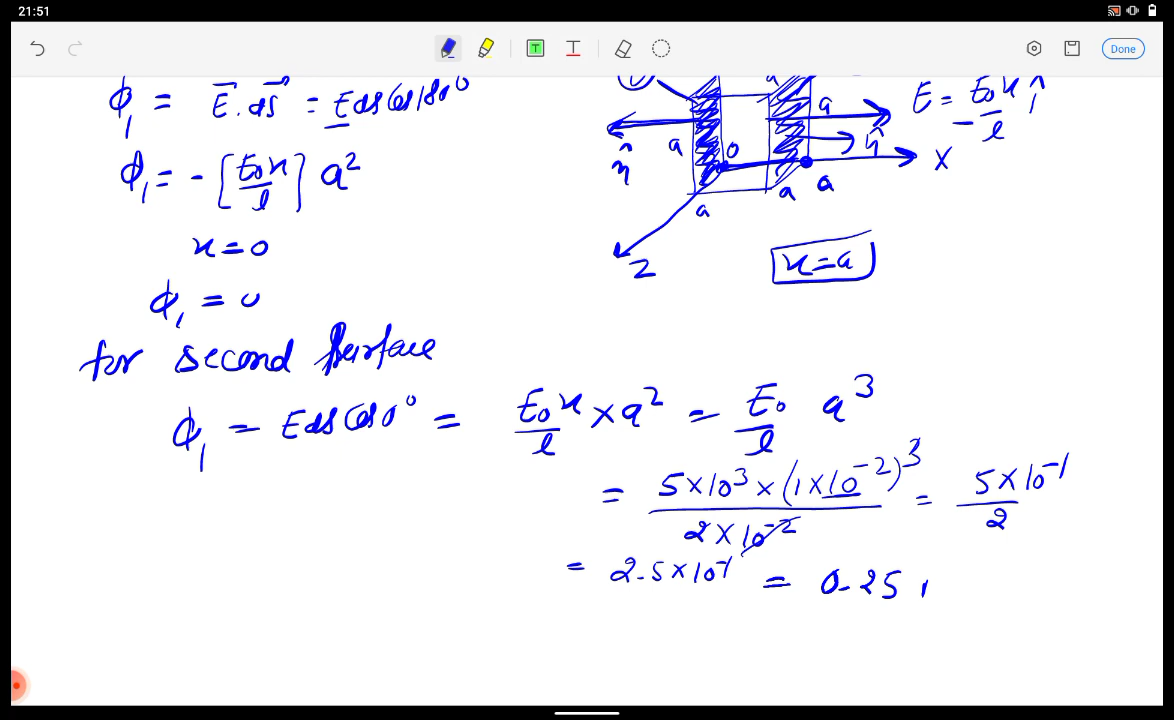 21:51
Done
ϕ₁ = E⃗.ds⃗ = Eds Cos180°
ϕ₁ = - [E₀x/l] a²
x=0
ϕ₁ = 0
a a E = E₀x/l î
n̂ a O n̂ X
a a a
Z
x=a
for second Surface
ϕ₁ = Eds Cos0° = E₀x/l × a² = E₀/l a³
= 5×10³×(1×10⁻²)³ / 2×10⁻² = 5×10⁻¹/2
= 2.5×10⁻¹ = 0.25